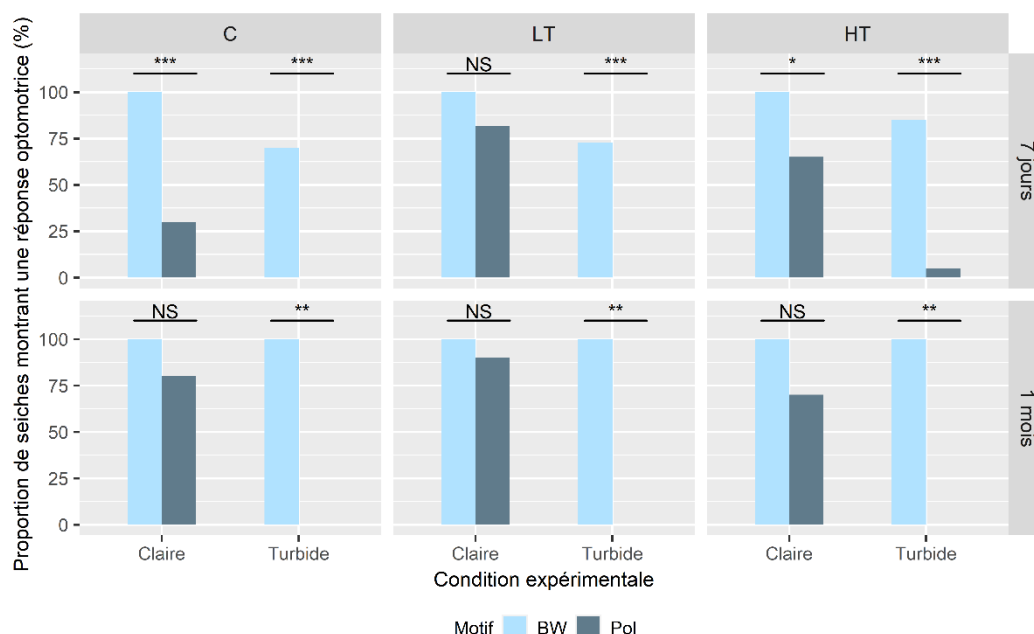 Proportion de seiches montrant une réponse optomotrice (%)
C LT HT
*** *** NS *** * ***
100
75
50
25
0
7 jours
NS ** NS ** NS **
100
75
50
25
0
1 mois
Claire Turbide Claire Turbide Claire Turbide
Condition expérimentale
Motif BW Pol